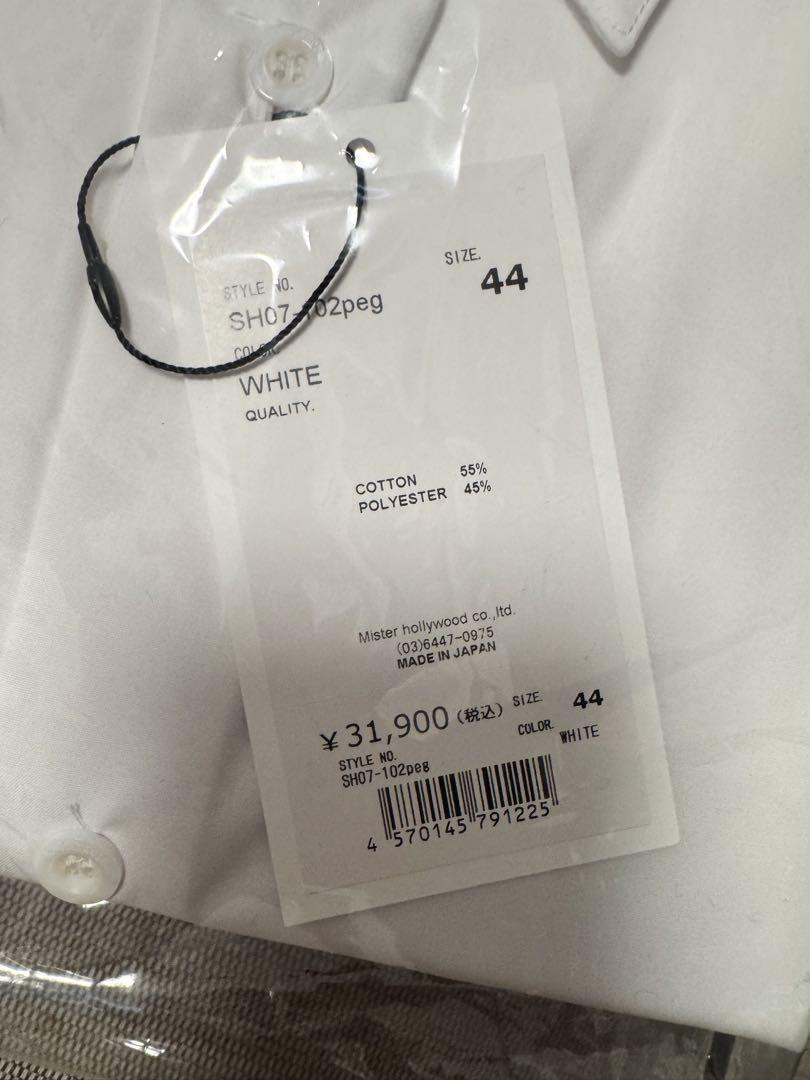 STYLE NO.
SH07-102peg
SIZE.
44
COLOR.
WHITE
QUALITY.
COTTON 55%
POLYESTER 45%
Mister hollywood co.,ltd.
(03)6447-0975
MADE IN JAPAN
¥31,900(税込)
SIZE. 44
STYLE NO.
SH07-102peg
COLOR. WHITE
4 570145 791225